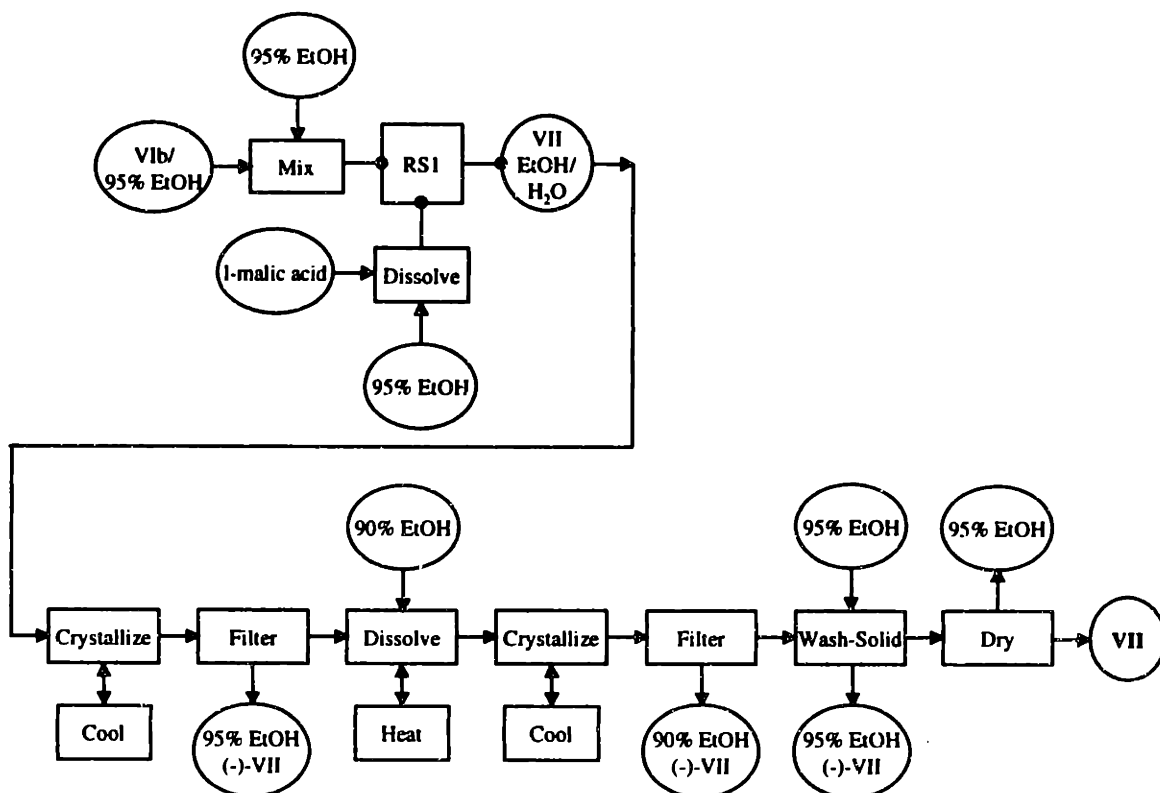 95% EtOH
VIb/
95% EtOH
Mix
RS1
VII
EtOH/
H₂O
l-malic acid
Dissolve
95% EtOH
90% EtOH
95% EtOH
95% EtOH
Crystallize
Filter
Dissolve
Crystallize
Filter
Wash-Solid
Dry
VII
Cool
95% EtOH
(-)-VII
Heat
Cool
90% EtOH
(-)-VII
95% EtOH
(-)-VII